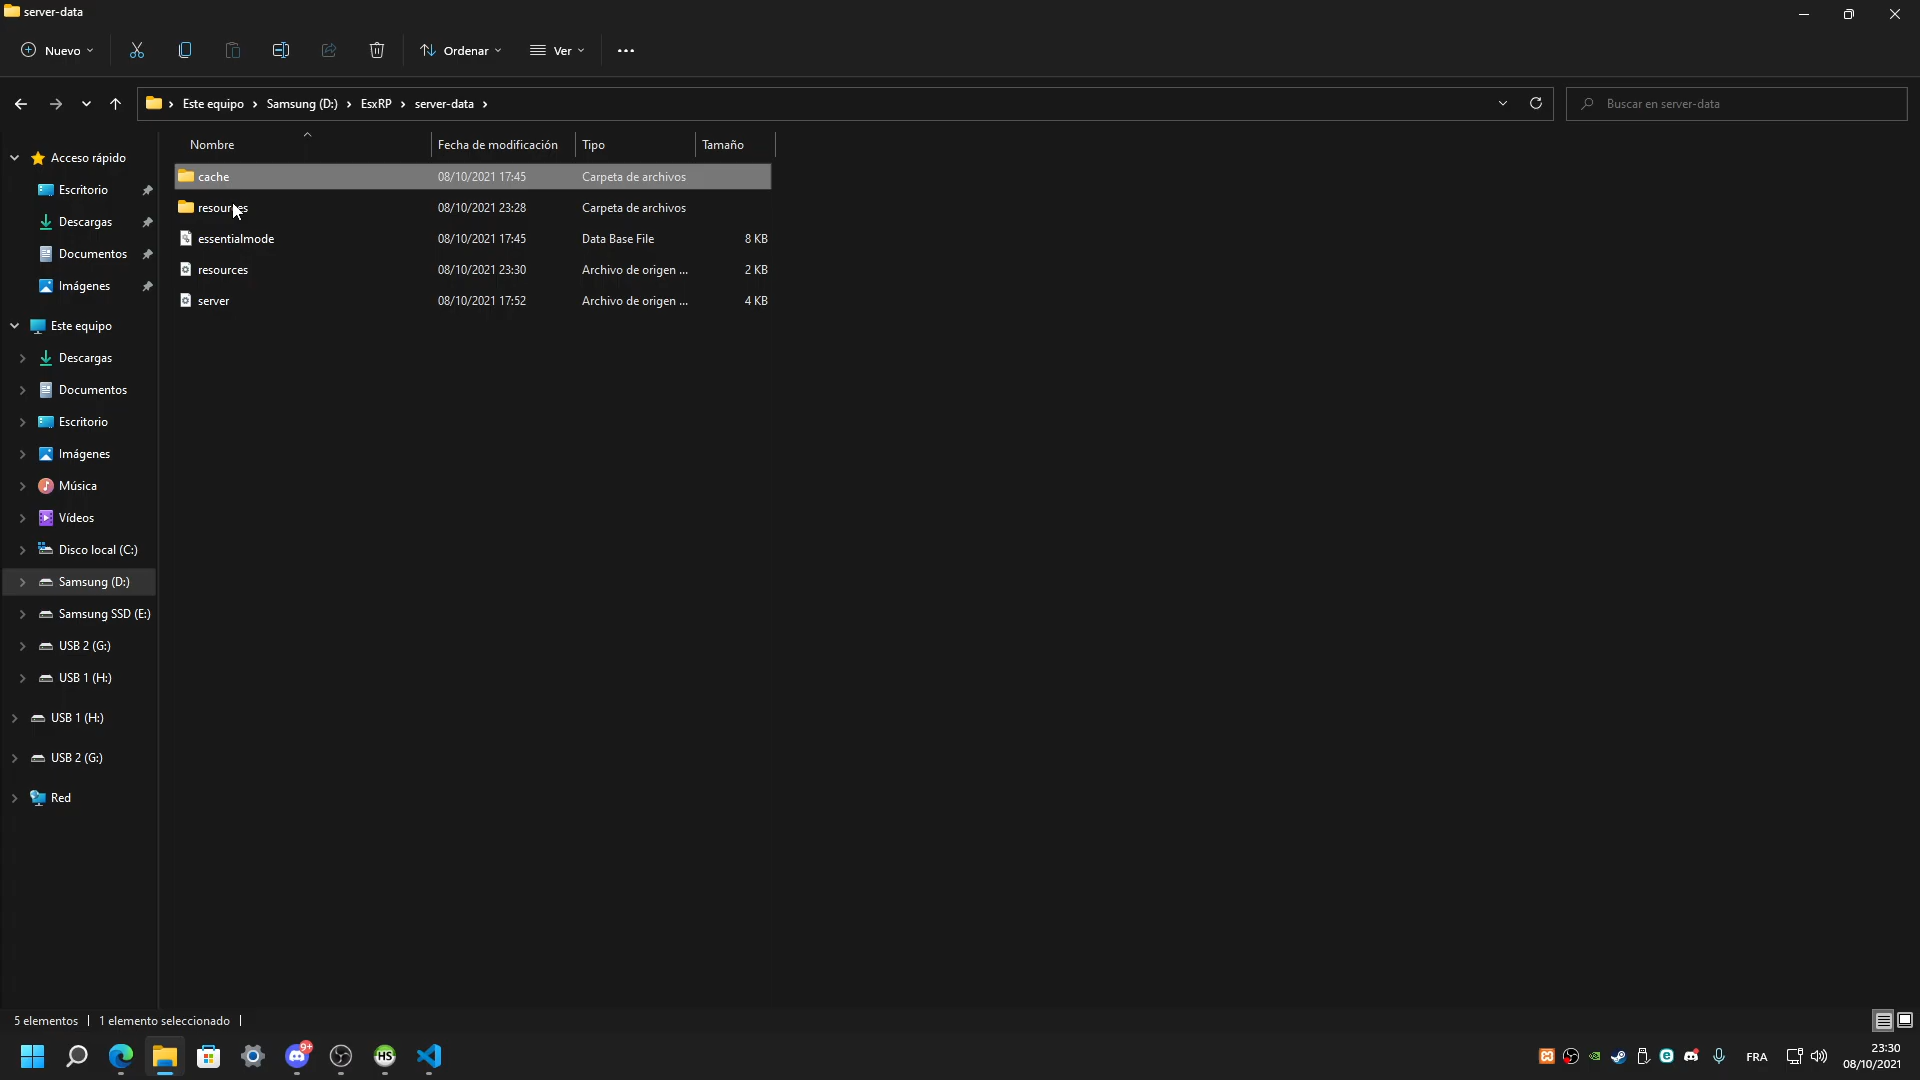 server-data
Nuevo
Ordenar
Ver
Este equipo
Samsung (D:)
EsxRP
server-data
Buscar en server-data
Nombre
Fecha de modificación
Tipo
Tamaño
cache 08/10/2021 17:45 Carpeta de archivos
resources 08/10/2021 23:28 Carpeta de archivos
essentialmode 08/10/2021 17:45 Data Base File 8 KB
resources 08/10/2021 23:30 Archivo de origen ... 2 KB
server 08/10/2021 17:52 Archivo de origen ... 4 KB
Acceso rápido
Escritorio
Descargas
Documentos
Imágenes
Este equipo
Descargas
Documentos
Escritorio
Imágenes
Música
Vídeos
Disco local (C:)
Samsung (D:)
Samsung SSD (E:)
USB 2 (G:)
USB 1 (H:)
USB 1 (H:)
USB 2 (G:)
Red
5 elementos
1 elemento seleccionado
9+
HS
FRA
23:30
08/10/2021